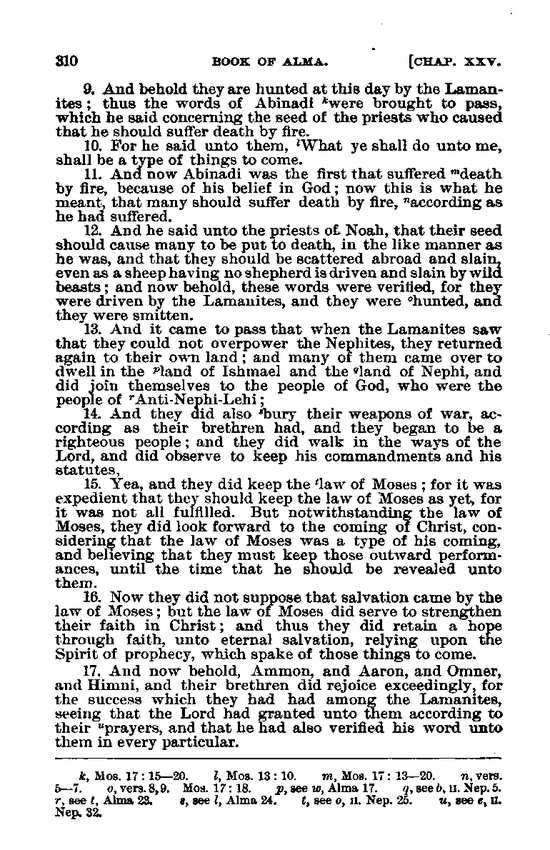 310 BOOK OF ALMA. [CHAP. XXV.
9. And behold they are hunted at this day by the Laman-
ites; thus the words of Abinadi ᵏwere brought to pass,
which he said concerning the seed of the priests who caused
that he should suffer death by fire.
10. For he said unto them, ˡWhat ye shall do unto me,
shall be a type of things to come.
11. And now Abinadi was the first that suffered ᵐdeath
by fire, because of his belief in God; now this is what he
meant, that many should suffer death by fire, ⁿaccording as
he had suffered.
12. And he said unto the priests of Noah, that their seed
should cause many to be put to death, in the like manner as
he was, and that they should be scattered abroad and slain,
even as a sheep having no shepherd is driven and slain by wild
beasts; and now behold, these words were verified, for they
were driven by the Lamanites, and they were ᵒhunted, and
they were smitten.
13. And it came to pass that when the Lamanites saw
that they could not overpower the Nephites, they returned
again to their own land; and many of them came over to
dwell in the ᵖland of Ishmael and the qland of Nephi, and
did join themselves to the people of God, who were the
people of ʳAnti-Nephi-Lehi;
14. And they did also ˢbury their weapons of war, ac-
cording as their brethren had, and they began to be a
righteous people; and they did walk in the ways of the
Lord, and did observe to keep his commandments and his
statutes,
15. Yea, and they did keep the ᵗlaw of Moses; for it was
expedient that they should keep the law of Moses as yet, for
it was not all fulfilled. But notwithstanding the law of
Moses, they did look forward to the coming of Christ, con-
sidering that the law of Moses was a type of his coming,
and believing that they must keep those outward perform-
ances, until the time that he should be revealed unto
them.
16. Now they did not suppose that salvation came by the
law of Moses; but the law of Moses did serve to strengthen
their faith in Christ; and thus they did retain a hope
through faith, unto eternal salvation, relying upon the
Spirit of prophecy, which spake of those things to come.
17. And now behold, Ammon, and Aaron, and Omner,
and Himni, and their brethren did rejoice exceedingly, for
the success which they had had among the Lamanites,
seeing that the Lord had granted unto them according to
their ᵘprayers, and that he had also verified his word unto
them in every particular.
k, Mos. 17: 15—20. l, Mos. 13: 10. m, Mos. 17: 13—20. n, vers.
5—7. o, vers. 8, 9. Mos. 17: 18. p, see w, Alma 17. q, see b, II. Nep. 5.
r, see t, Alma 23. s, see l, Alma 24. t, see o, II. Nep. 25. u, see e, II.
Nep. 32.